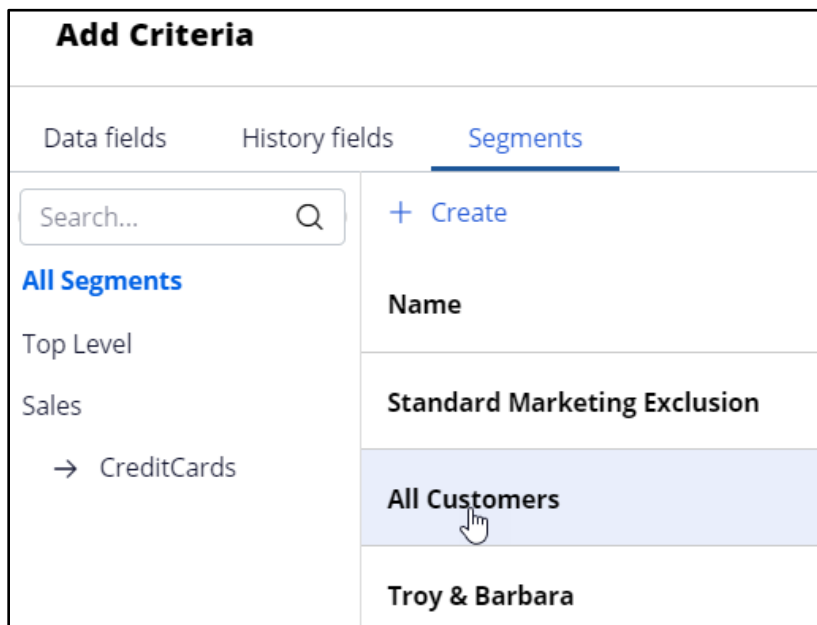 Add Criteria
Data fields
History fields
Segments
Search...
All Segments
Top Level
Sales
→ CreditCards
+ Create
Name
Standard Marketing Exclusion
All Customers
Troy & Barbara